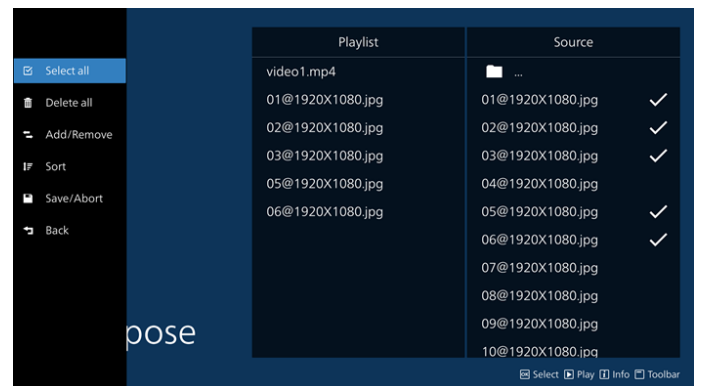 Select all
Delete all
Add/Remove
Sort
Save/Abort
Back
pose
Playlist
video1.mp4
01@1920X1080.jpg
02@1920X1080.jpg
03@1920X1080.jpg
05@1920X1080.jpg
06@1920X1080.jpg
Source
...
01@1920X1080.jpg
02@1920X1080.jpg
03@1920X1080.jpg
04@1920X1080.jpg
05@1920X1080.jpg
06@1920X1080.jpg
07@1920X1080.jpg
08@1920X1080.jpg
09@1920X1080.jpg
10@1920X1080.jpg
OK Select Play i Info Toolbar